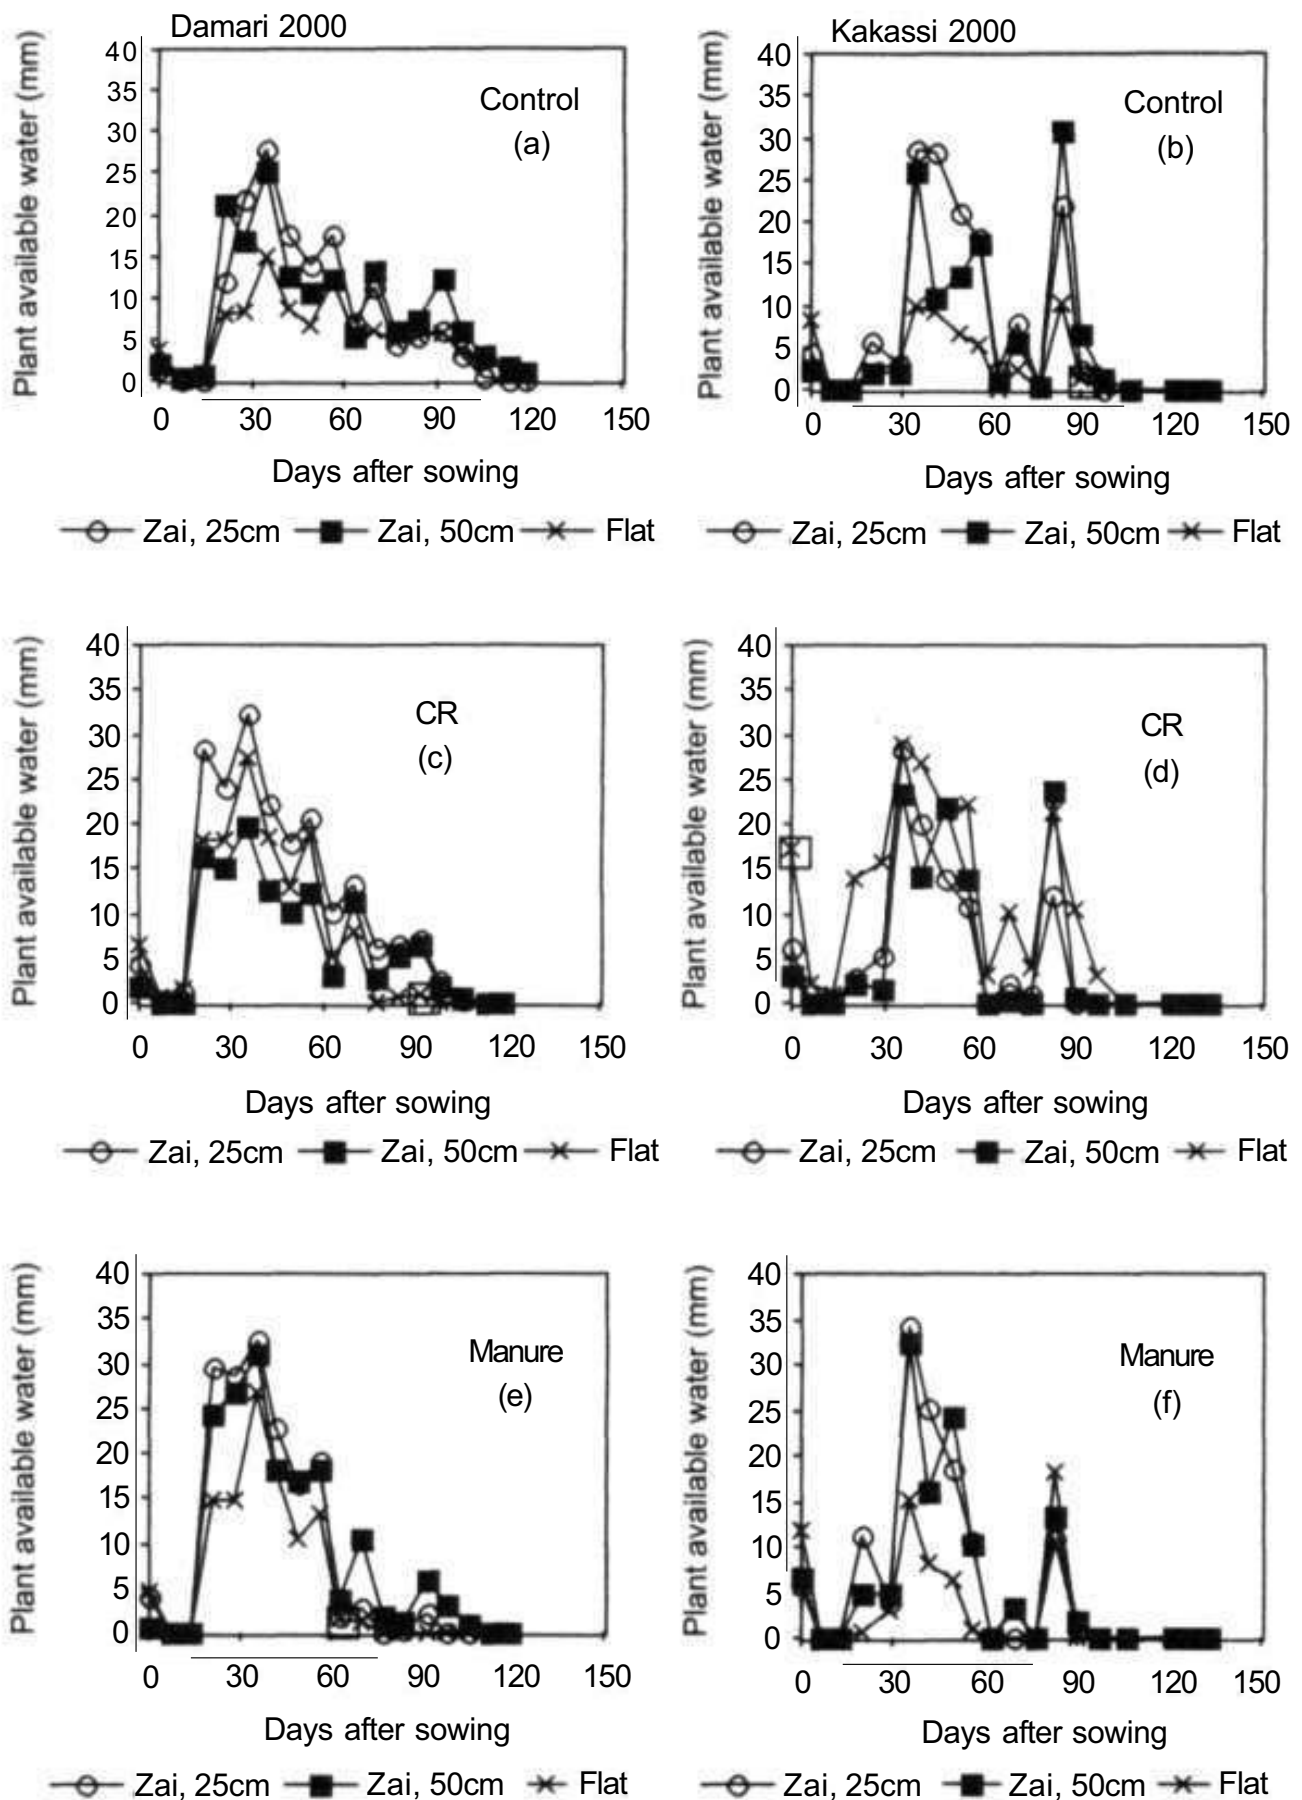 Damari 2000
Plant available water (mm)
40
35
30
25
20
15
10
5
0
Control
(a)
0 30 60 90 120 150
Days after sowing
Zai, 25cm Zai, 50cm Flat
Kakassi 2000
Plant available water (mm)
40
35
30
25
20
15
10
5
0
Control
(b)
0 30 60 90 120 150
Days after sowing
Zai, 25cm Zai, 50cm Flat
Plant available water (mm)
40
35
30
25
20
15
10
5
0
CR
(c)
0 30 60 90 120 150
Days after sowing
Zai, 25cm Zai, 50cm Flat
Plant available water (mm)
40
35
30
25
20
15
10
5
0
CR
(d)
0 30 60 90 120 150
Days after sowing
Zai, 25cm Zai, 50cm Flat
Plant available water (mm)
40
35
30
25
20
15
10
5
0
Manure
(e)
0 30 60 90 120 150
Days after sowing
Zai, 25cm Zai, 50cm Flat
Plant available water (mm)
40
35
30
25
20
15
10
5
0
Manure
(f)
0 30 60 90 120 150
Days after sowing
Zai, 25cm Zai, 50cm Flat